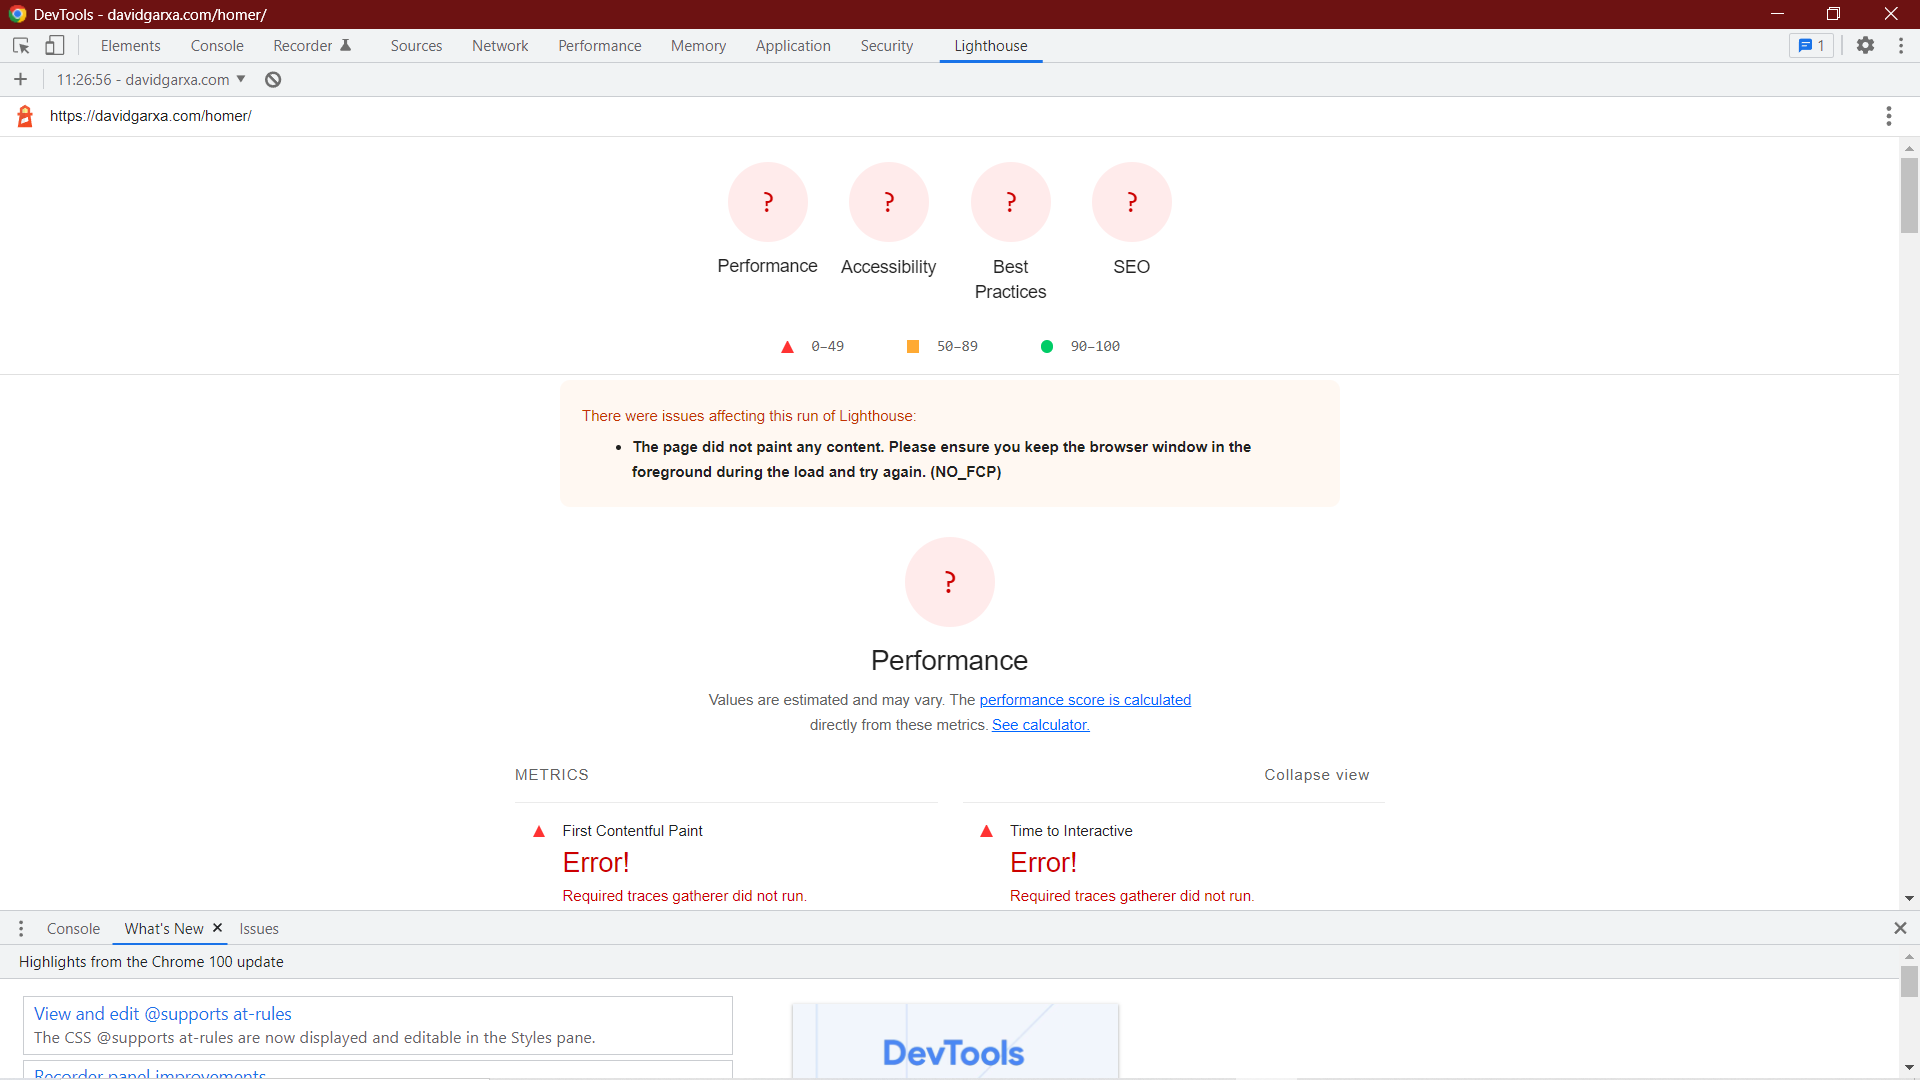 DevTools - davidgarxa.com/homer/
Elements Console Recorder Sources Network Performance Memory Application Security Lighthouse 1
11:26:56 - davidgarxa.com
https://davidgarxa.com/homer/
? ? ? ?
Performance Accessibility Best Practices SEO
0–49 50–89 90–100
There were issues affecting this run of Lighthouse:
• The page did not paint any content. Please ensure you keep the browser window in the
foreground during the load and try again. (NO_FCP)
?
Performance
Values are estimated and may vary. The performance score is calculated
directly from these metrics. See calculator.
METRICS Collapse view
First Contentful Paint
Error!
Required traces gatherer did not run.
Time to Interactive
Error!
Required traces gatherer did not run.
Console What's New Issues
Highlights from the Chrome 100 update
View and edit @supports at-rules
The CSS @supports at-rules are now displayed and editable in the Styles pane.
Recorder panel improvements
DevTools